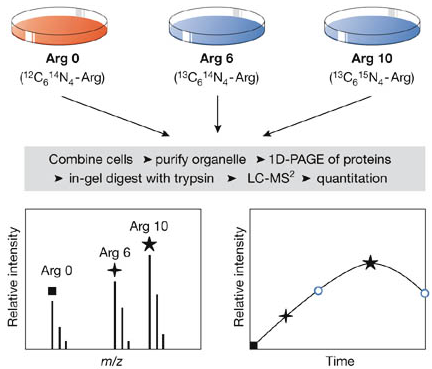 Arg 0
Arg 6
Arg 10
(¹²C₆¹⁴N₄-Arg)
(¹³C₆¹⁴N₄-Arg)
(¹³C₆¹⁵N₄-Arg)
Combine cells ➤ purify organelle ➤ 1D-PAGE of proteins
➤ in-gel digest with trypsin ➤ LC-MS² ➤ quantitation
Relative intensity
Arg 0
Arg 6
Arg 10
m/z
Relative intensity
Time